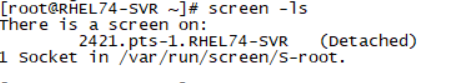 [root@RHEL74-SVR ~]# screen -ls
There is a screen on:
2421.pts-1.RHEL74-SVR (Detached)
1 Socket in /var/run/screen/S-root.